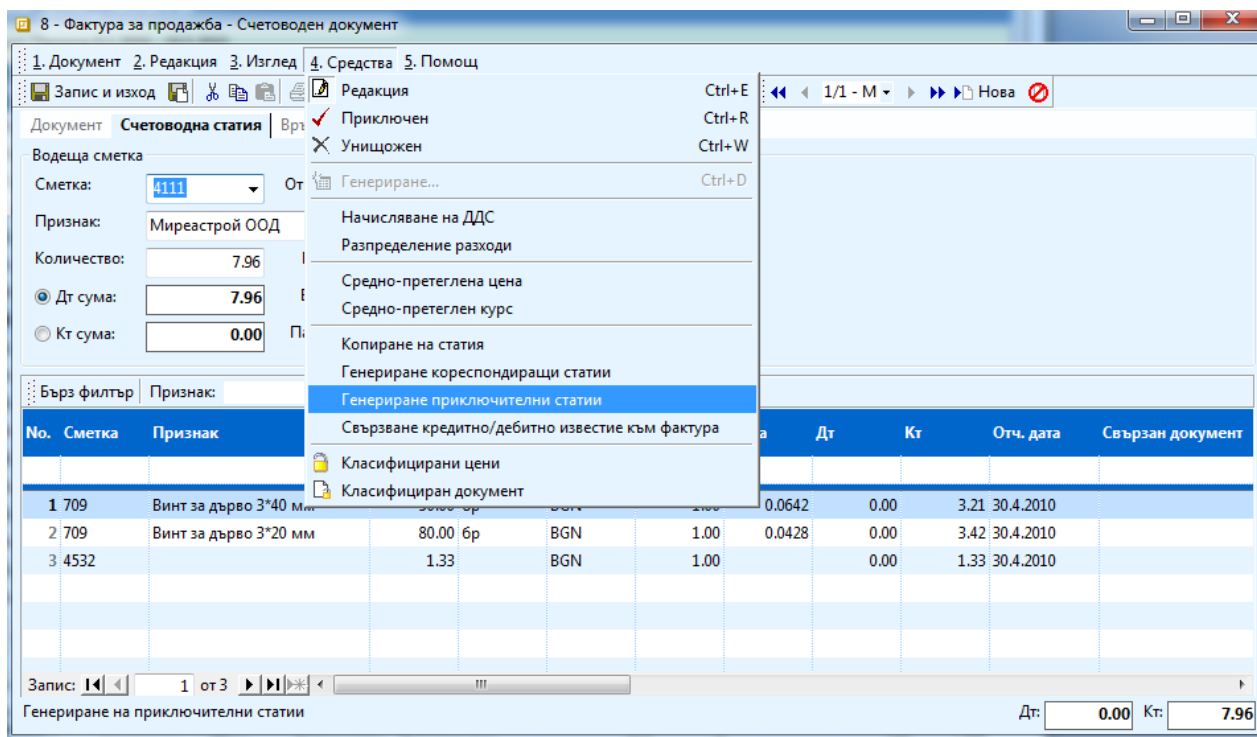 8 - Фактура за продажба - Счетоводен документ
1. Документ 2. Редакция 3. Изглед 4. Средства 5. Помощ
Запис и изход 1/1 - М Нова
Документ Счетоводна статия
Редакция Ctrl+E
Приключен Ctrl+R
Унищожен Ctrl+W
Генериране... Ctrl+D
Начисляване на ДДС
Разпределение разходи
Средно-претеглена цена
Средно-претеглен курс
Копиране на статия
Генериране кореспондиращи статии
Генериране приключителни статии
Свързване кредитно/дебитно известие към фактура
Класифицирани цени
Класифициран документ
Водеща сметка
Сметка: 4111
Признак: Миреастрой ООД
Количество: 7.96
Дт сума: 7.96
Кт сума: 0.00
Бърз филтър Признак:
No. Сметка Признак Дт Кт Отч. дата Свързан документ
1 709 Винт за дърво 3*40 0.0642 0.00 3.21 30.4.2010
2 709 Винт за дърво 3*20 мм 80.00 бр BGN 1.00 0.0428 0.00 3.42 30.4.2010
3 4532 1.33 BGN 1.00 0.00 1.33 30.4.2010
Запис: 1 от 3
Генериране на приключителни статии Дт: 0.00 Кт: 7.96